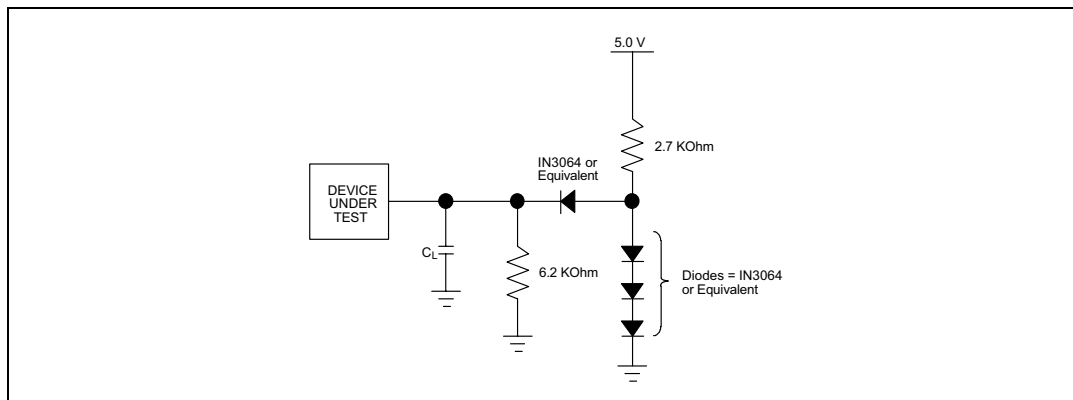 5.0 V
2.7 KOhm
IN3064 or
Equivalent
DEVICE
UNDER
TEST
CL
6.2 KOhm
Diodes = IN3064
or Equivalent